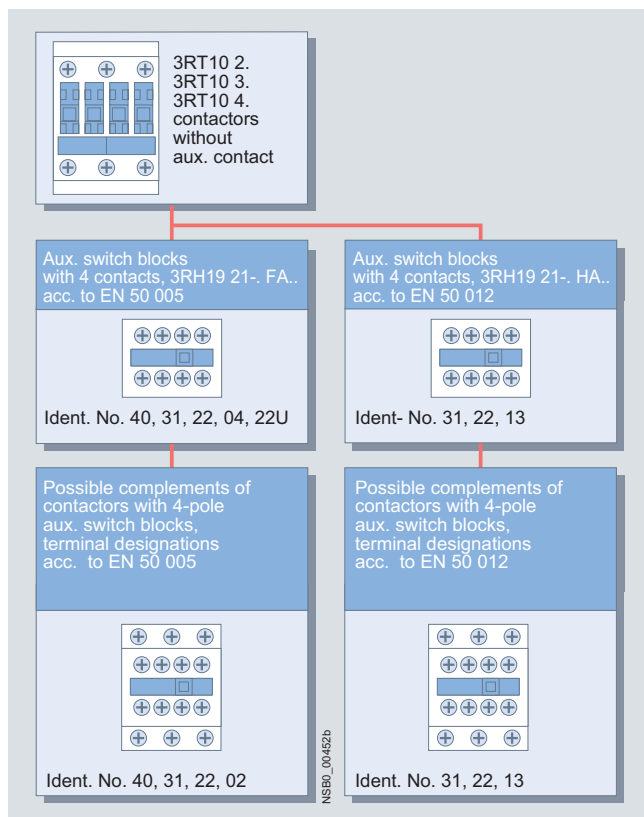 3RT10 2.
3RT10 3.
3RT10 4.
contactors
without
aux. contact
Aux. switch blocks
with 4 contacts, 3RH19 21-. FA..
acc. to EN 50 005
Ident. No. 40, 31, 22, 04, 22U
Aux. switch blocks
with 4 contacts, 3RH19 21-. HA..
acc. to EN 50 012
Ident- No. 31, 22, 13
Possible complements of
contactors with 4-pole
aux. switch blocks,
terminal designations
acc. to EN 50 005
Ident. No. 40, 31, 22, 02
Possible complements of
contactors with 4-pole
aux. switch blocks,
terminal designations
acc. to EN 50 012
Ident. No. 31, 22, 13
NSB0_00452b